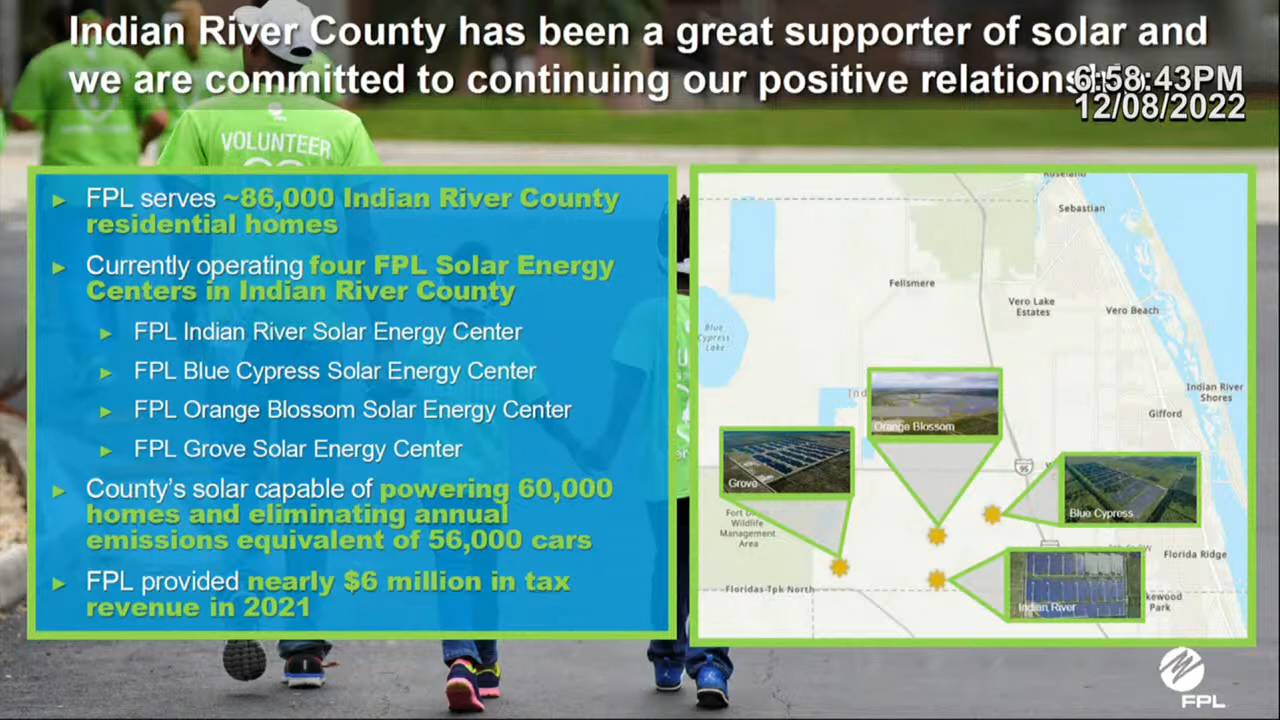 Indian River County has been a great supporter of solar and
we are committed to continuing our positive
6:58:43PM
12/08/2022
VOLUNTEER
► FPL serves ~86,000 Indian River County
residential homes
► Currently operating four FPL Solar Energy
Centers in Indian River County
► FPL Indian River Solar Energy Center
► FPL Blue Cypress Solar Energy Center
► FPL Orange Blossom Solar Energy Center
► FPL Grove Solar Energy Center
► County's solar capable of powering 60,000
homes and eliminating annual
emissions equivalent of 56,000 cars
► FPL provided nearly $6 million in tax
revenue in 2021
Roseland
Sebastian
Fellsmere
Vero Lake
Estates
Vero Beach
Blue
Cypress
Lake
Indian River
Shores
Gifford
Orange Blossom
Grove
95
Blue Cypress
Fort
Wildlife
Management
Area
Florida Ridge
Floridas Tpk North
Indian River
Park
FPL